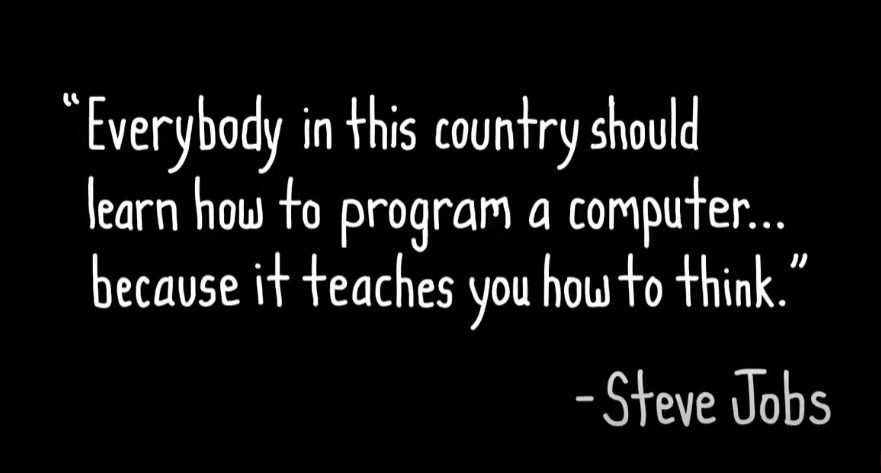 “Everybody in this country should
learn how to program a computer...
because it teaches you how to think.”
-Steve Jobs